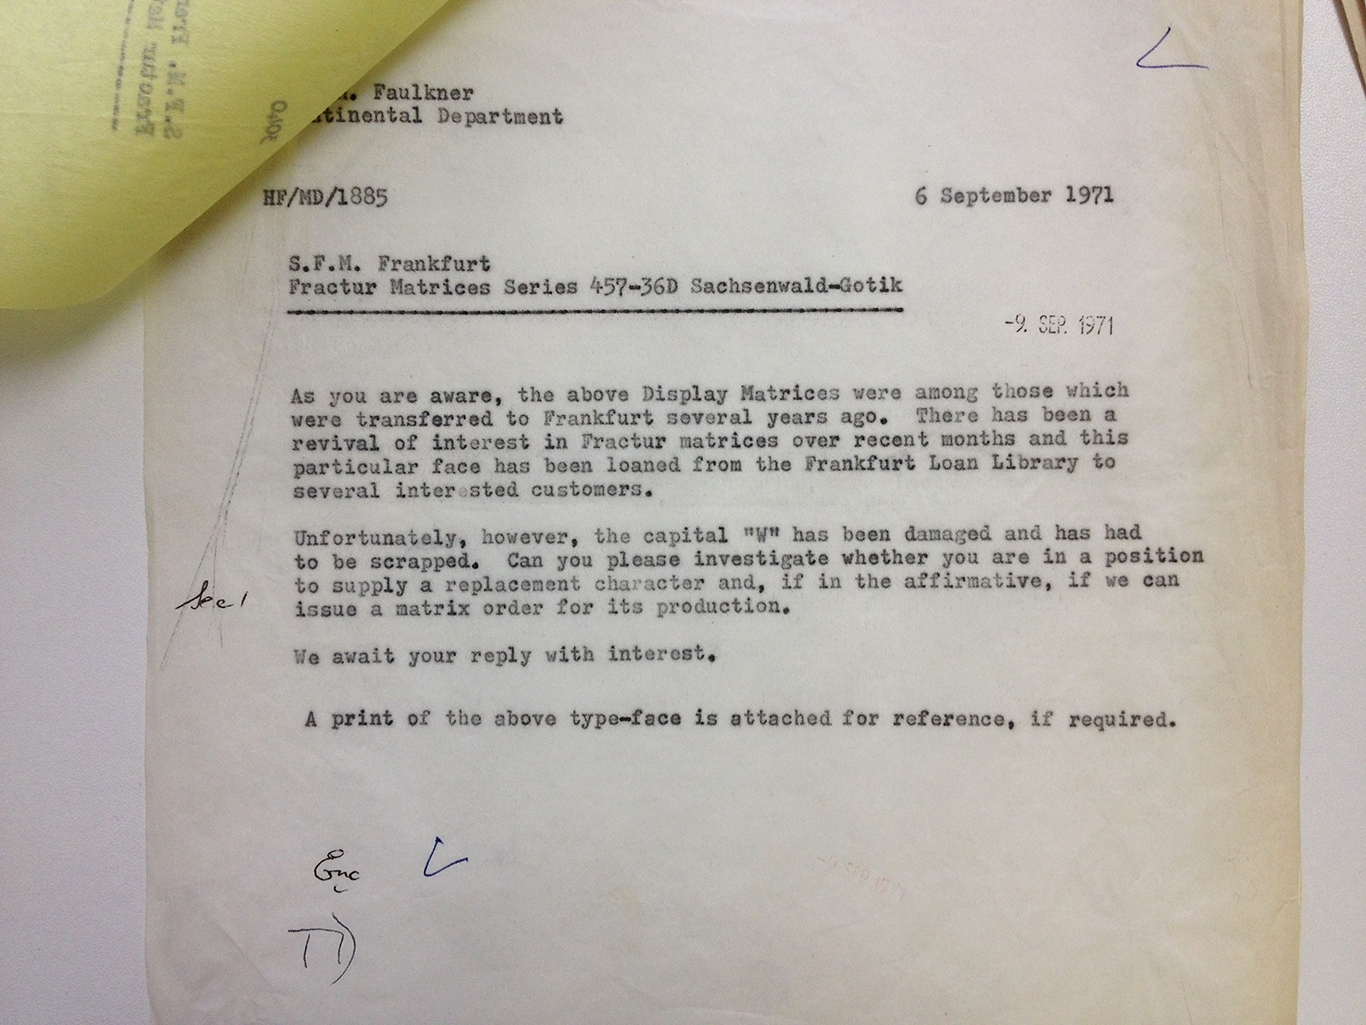 Faulkner
Department
HF/MD/1885
6 September 1971
S.F.M. Frankfurt
Fractur Matrices Series 457-36D Sachsenwald-Gotik
-9. SEP. 1971
As you are aware, the above Display Matrices were among those which
were transferred to Frankfurt several years ago. There has been a
revival of interest in Fractur matrices over recent months and this
particular face has been loaned from the Frankfurt Loan Library to
several interested customers.
Unfortunately, however, the capital "W" has been damaged and has had
to be scrapped. Can you please investigate whether you are in a position
to supply a replacement character and, if in the affirmative, if we can
issue a matrix order for its production.
We await your reply with interest.
A print of the above type-face is attached for reference, if required.
Enc